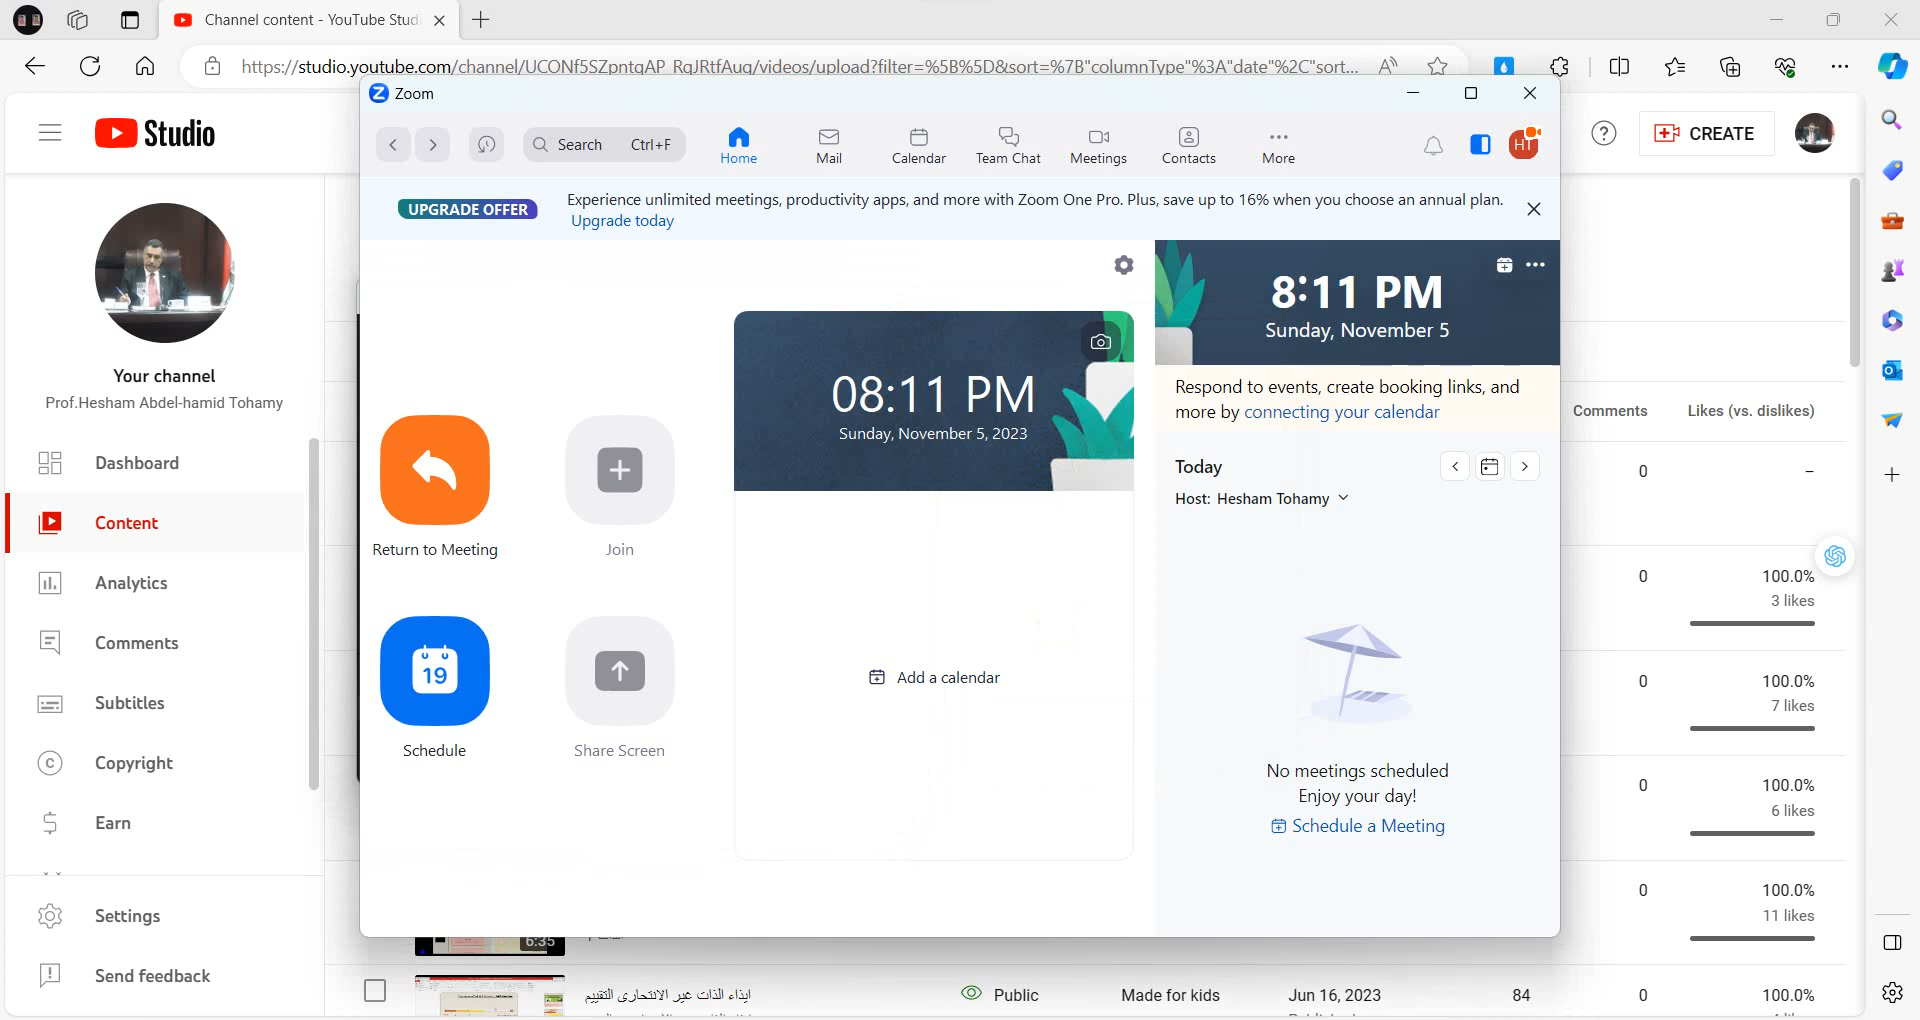 Channel content - YouTube Stud
https://studio.youtube.com/channel/UCONf5SZpntqAP_RgJRtfAug/videos/upload?filter=%5B%5D&sort=%7B"columnType"%3A"date"%2C"sort...
Studio
CREATE
Your channel
Prof.Hesham Abdel-hamid Tohamy
Dashboard
Content
Analytics
Comments
Subtitles
Copyright
Earn
Settings
Send feedback
Zoom
Search Ctrl+F
Home
Mail
Calendar
Team Chat
Meetings
Contacts
More
HT
UPGRADE OFFER
Experience unlimited meetings, productivity apps, and more with Zoom One Pro. Plus, save up to 16% when you choose an annual plan.
Upgrade today
Return to Meeting
Join
19
Schedule
Share Screen
08:11 PM
Sunday, November 5, 2023
Add a calendar
8:11 PM
Sunday, November 5
Respond to events, create booking links, and
more by connecting your calendar
Today
Host: Hesham Tohamy
No meetings scheduled
Enjoy your day!
Schedule a Meeting
Comments Likes (vs. dislikes)
0 –
0 100.0%
3 likes
0 100.0%
7 likes
0 100.0%
6 likes
0 100.0%
11 likes
6:35
ايذاء الذات غير الانتحارى التقييم
Public Made for kids Jun 16, 2023 84 0 100.0%